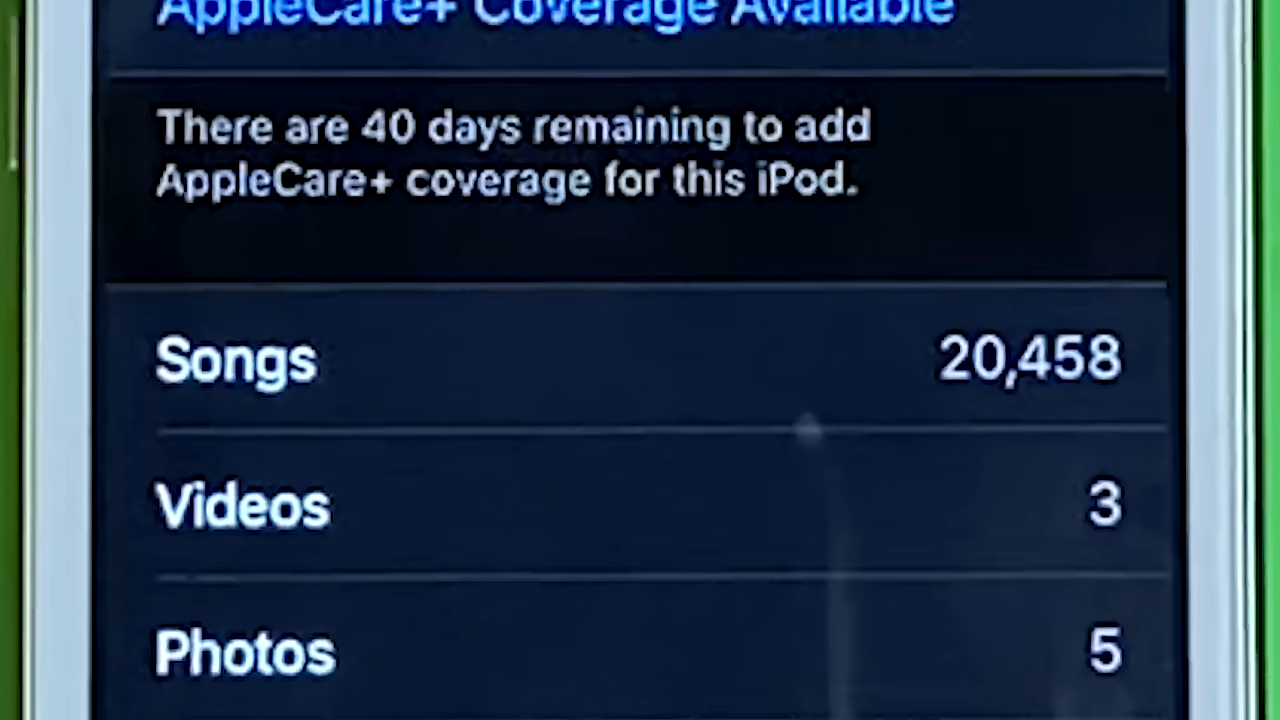 AppleCare+ Coverage Available
There are 40 days remaining to add
AppleCare+ coverage for this iPod.
Songs 20,458
Videos 3
Photos 5